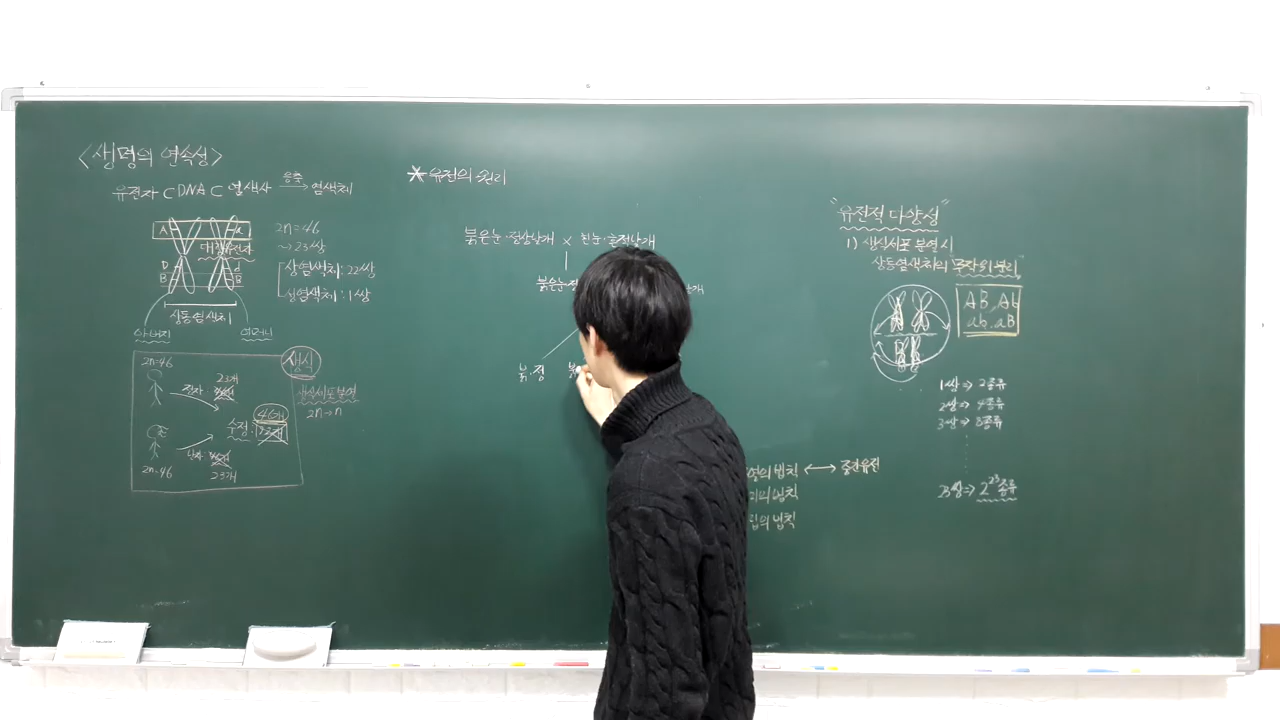 <생명의 연속성>
유전자 ⊂ DNA ⊂ 염색사 응축→ 염색체
A a
대립유전자
D d
B B
상동염색체
아버지 어머니
2n=46
→23쌍
상염색체:22쌍
성염색체:1쌍
생식
생식세포분열
2n→n
2n=46
23개
정자
수정:
46개
난자
23개
2n=46
* 유전의 원리
붉은눈·정상날개 × 흰눈·흔적날개
붉은눈·정
날개
붉·정
의 법칙 ↔ 중간유전
의 법칙
립의 법칙
"유전적 다양성"
1) 생식세포 분열시
상동염색체의 "무작위 분리"
AB, Ab
ab, aB
1쌍⇒ 2종류
2쌍⇒ 4종류
3쌍⇒ 8종류
23쌍⇒ 2²³종류